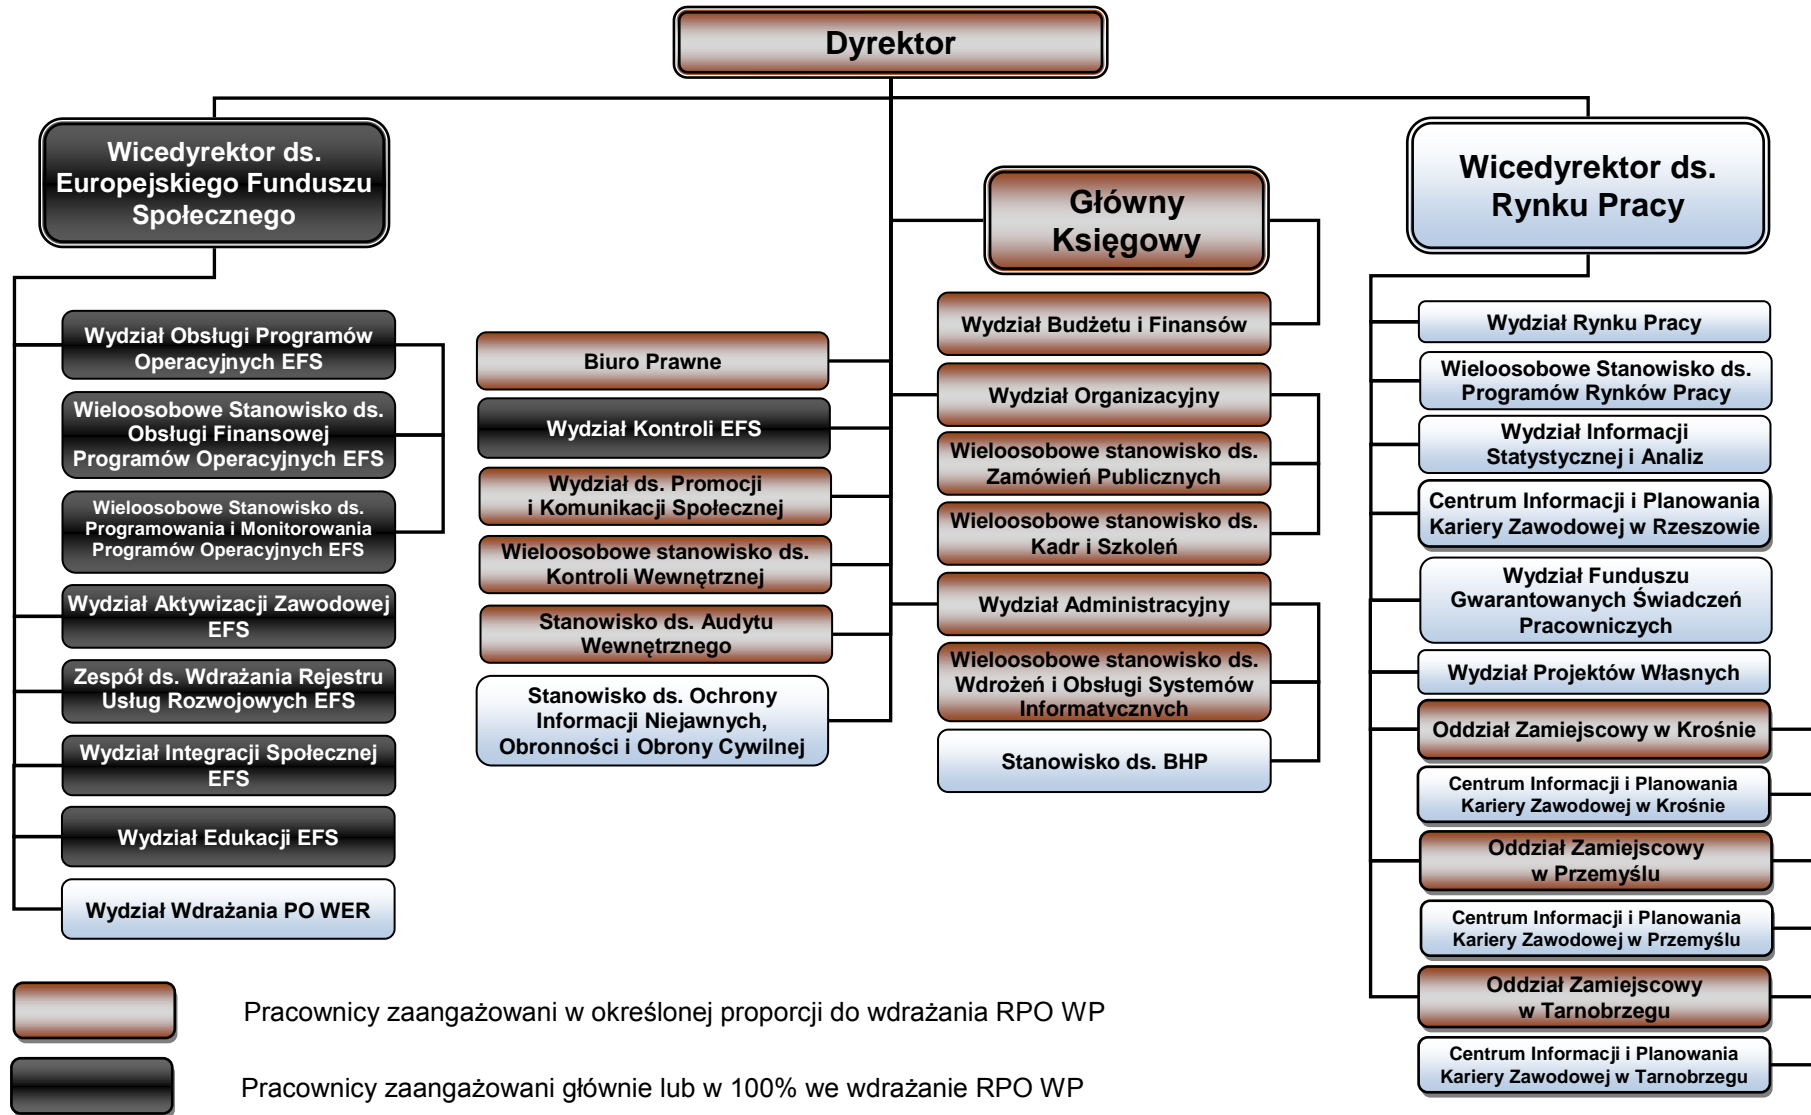 Dyrektor
Wicedyrektor ds.
Europejskiego Funduszu
Społecznego
Główny
Księgowy
Wicedyrektor ds.
Rynku Pracy
Wydział Obsługi Programów
Operacyjnych EFS
Wieloosobowe Stanowisko ds.
Obsługi Finansowej
Programów Operacyjnych EFS
Wieloosobowe Stanowisko ds.
Programowania i Monitorowania
Programów Operacyjnych EFS
Wydział Aktywizacji Zawodowej
EFS
Zespół ds. Wdrażania Rejestru
Usług Rozwojowych EFS
Wydział Integracji Społecznej
EFS
Wydział Edukacji EFS
Wydział Wdrażania PO WER
Biuro Prawne
Wydział Kontroli EFS
Wydział ds. Promocji
i Komunikacji Społecznej
Wieloosobowe stanowisko ds.
Kontroli Wewnętrznej
Stanowisko ds. Audytu
Wewnętrznego
Stanowisko ds. Ochrony
Informacji Niejawnych,
Obronności i Obrony Cywilnej
Wydział Budżetu i Finansów
Wydział Organizacyjny
Wieloosobowe stanowisko ds.
Zamówień Publicznych
Wieloosobowe stanowisko ds.
Kadr i Szkoleń
Wydział Administracyjny
Wieloosobowe stanowisko ds.
Wdrożeń i Obsługi Systemów
Informatycznych
Stanowisko ds. BHP
Wydział Rynku Pracy
Wieloosobowe Stanowisko ds.
Programów Rynków Pracy
Wydział Informacji
Statystycznej i Analiz
Centrum Informacji i Planowania
Kariery Zawodowej w Rzeszowie
Wydział Funduszu
Gwarantowanych Świadczeń
Pracowniczych
Wydział Projektów Własnych
Oddział Zamiejscowy w Krośnie
Centrum Informacji i Planowania
Kariery Zawodowej w Krośnie
Oddział Zamiejscowy
w Przemyślu
Centrum Informacji i Planowania
Kariery Zawodowej w Przemyślu
Oddział Zamiejscowy
w Tarnobrzegu
Centrum Informacji i Planowania
Kariery Zawodowej w Tarnobrzegu
Pracownicy zaangażowani w określonej proporcji do wdrażania RPO WP
Pracownicy zaangażowani głównie lub w 100% we wdrażanie RPO WP